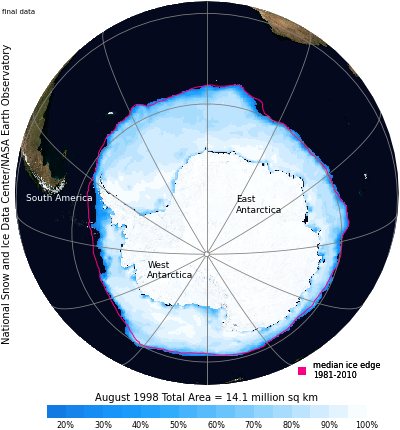 final data
National Snow and Ice Data Center/NASA Earth Observatory
South America
East
Antarctica
West
Antarctica
median ice edge
1981-2010
August 1998 Total Area = 14.1 million sq km
20% 30% 40% 50% 60% 70% 80% 90% 100%